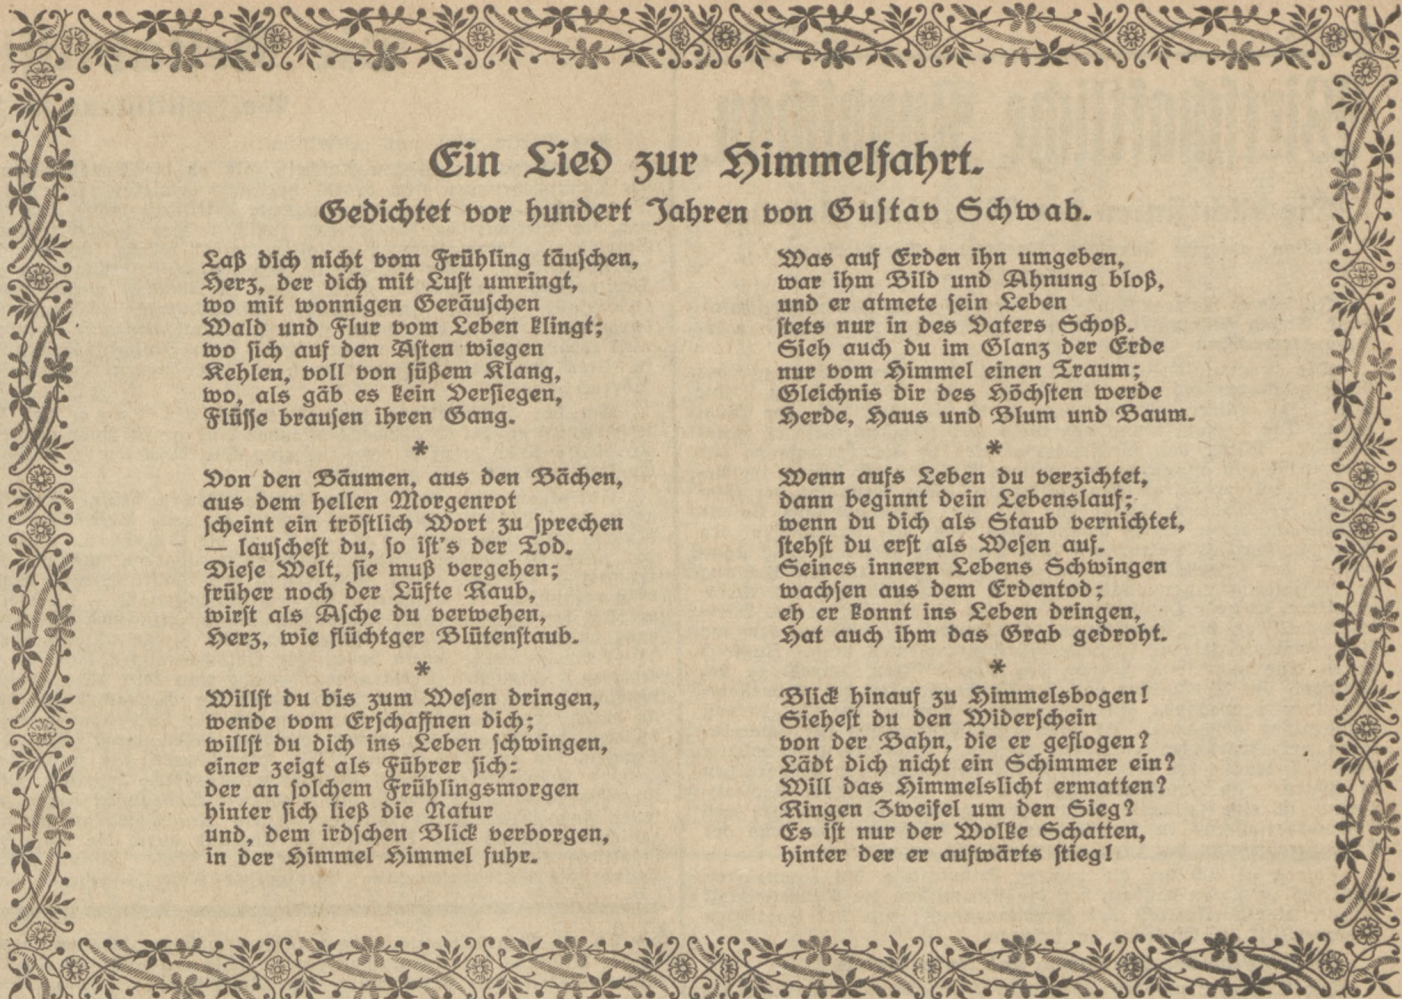 Ein Lied zur Himmelfahrt.
Gedichtet vor hundert Jahren von Gustav Schwab.
Laß dich nicht vom Frühling täuschen,
Herz, der dich mit Lust umringt,
wo mit wonnigen Geräuschen
Wald und Flur vom Leben klingt;
wo sich auf den Ästen wiegen
Kehlen, voll von süßem Klang,
wo, als gäb es kein Versiegen,
Flüsse brausen ihren Gang.
*
Von den Bäumen, aus den Bächen,
aus dem hellen Morgenrot
scheint ein tröstlich Wort zu sprechen
— lauschest du, so ist's der Tod.
Diese Welt, sie muß vergehen;
früher noch der Lüfte Raub,
wirst als Asche du verwehen,
Herz, wie flüchtger Blütenstaub.
*
Willst du bis zum Wesen dringen,
wende vom Erschaffnen dich;
willst du dich ins Leben schwingen,
einer zeigt als Führer sich:
der an solchem Frühlingsmorgen
hinter sich ließ die Natur
und, dem irdschen Blick verborgen,
in der Himmel Himmel fuhr.
Was auf Erden ihn umgeben,
war ihm Bild und Ahnung bloß,
und er atmete sein Leben
stets nur in des Vaters Schoß.
Sieh auch du im Glanz der Erde
nur vom Himmel einen Traum;
Gleichnis dir des Höchsten werde
Herde, Haus und Blum und Baum.
*
Wenn aufs Leben du verzichtet,
dann beginnt dein Lebenslauf;
wenn du dich als Staub vernichtet,
stehst du erst als Wesen auf.
Seines innern Lebens Schwingen
wachsen aus dem Erdentod;
eh er konnt ins Leben dringen,
Hat auch ihm das Grab gedroht.
*
Blick hinauf zu Himmelsbogen!
Siehest du den Widerschein
von der Bahn, die er geflogen?
Lädt dich nicht ein Schimmer ein?
Will das Himmelslicht ermatten?
Ringen Zweifel um den Sieg?
Es ist nur der Wolke Schatten,
hinter der er aufwärts stieg!